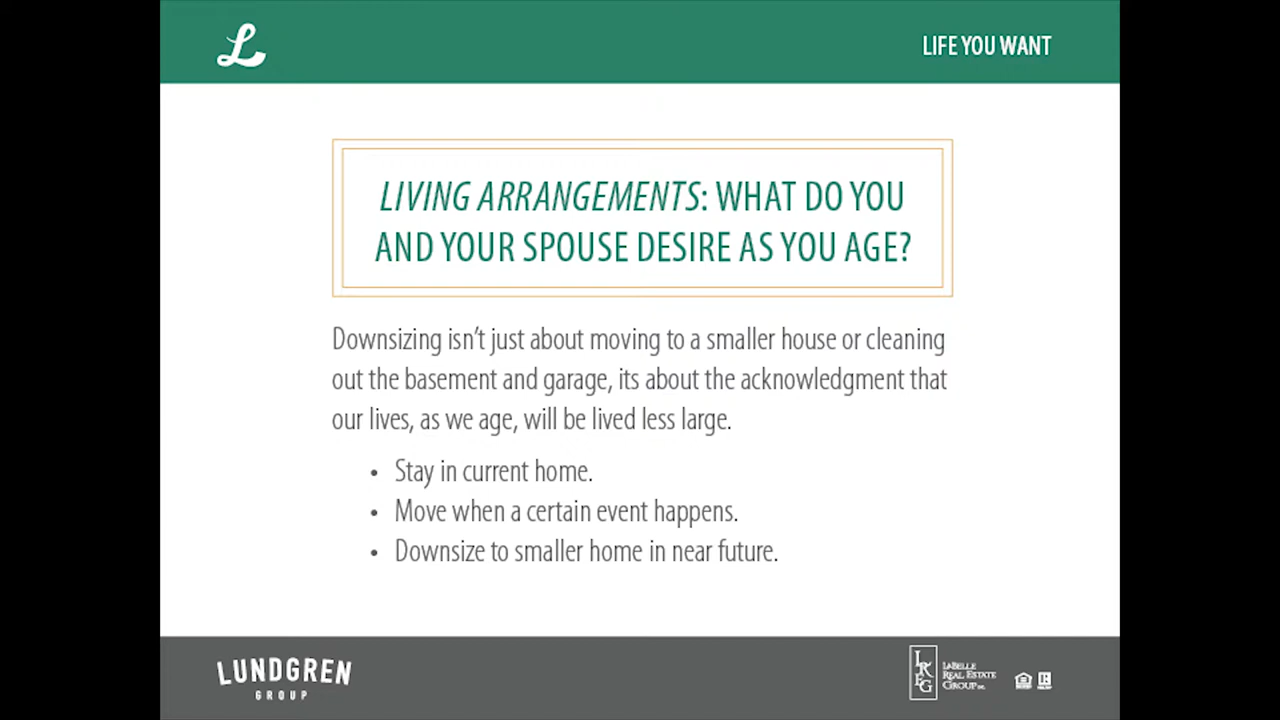 L
LIFE YOU WANT
LIVING ARRANGEMENTS: WHAT DO YOU
AND YOUR SPOUSE DESIRE AS YOU AGE?
Downsizing isn't just about moving to a smaller house or cleaning
out the basement and garage, its about the acknowledgment that
our lives, as we age, will be lived less large.
• Stay in current home.
• Move when a certain event happens.
• Downsize to smaller home in near future.
LUNDGREN
GROUP
LREG
LABELLE
REAL ESTATE
GROUP INC.